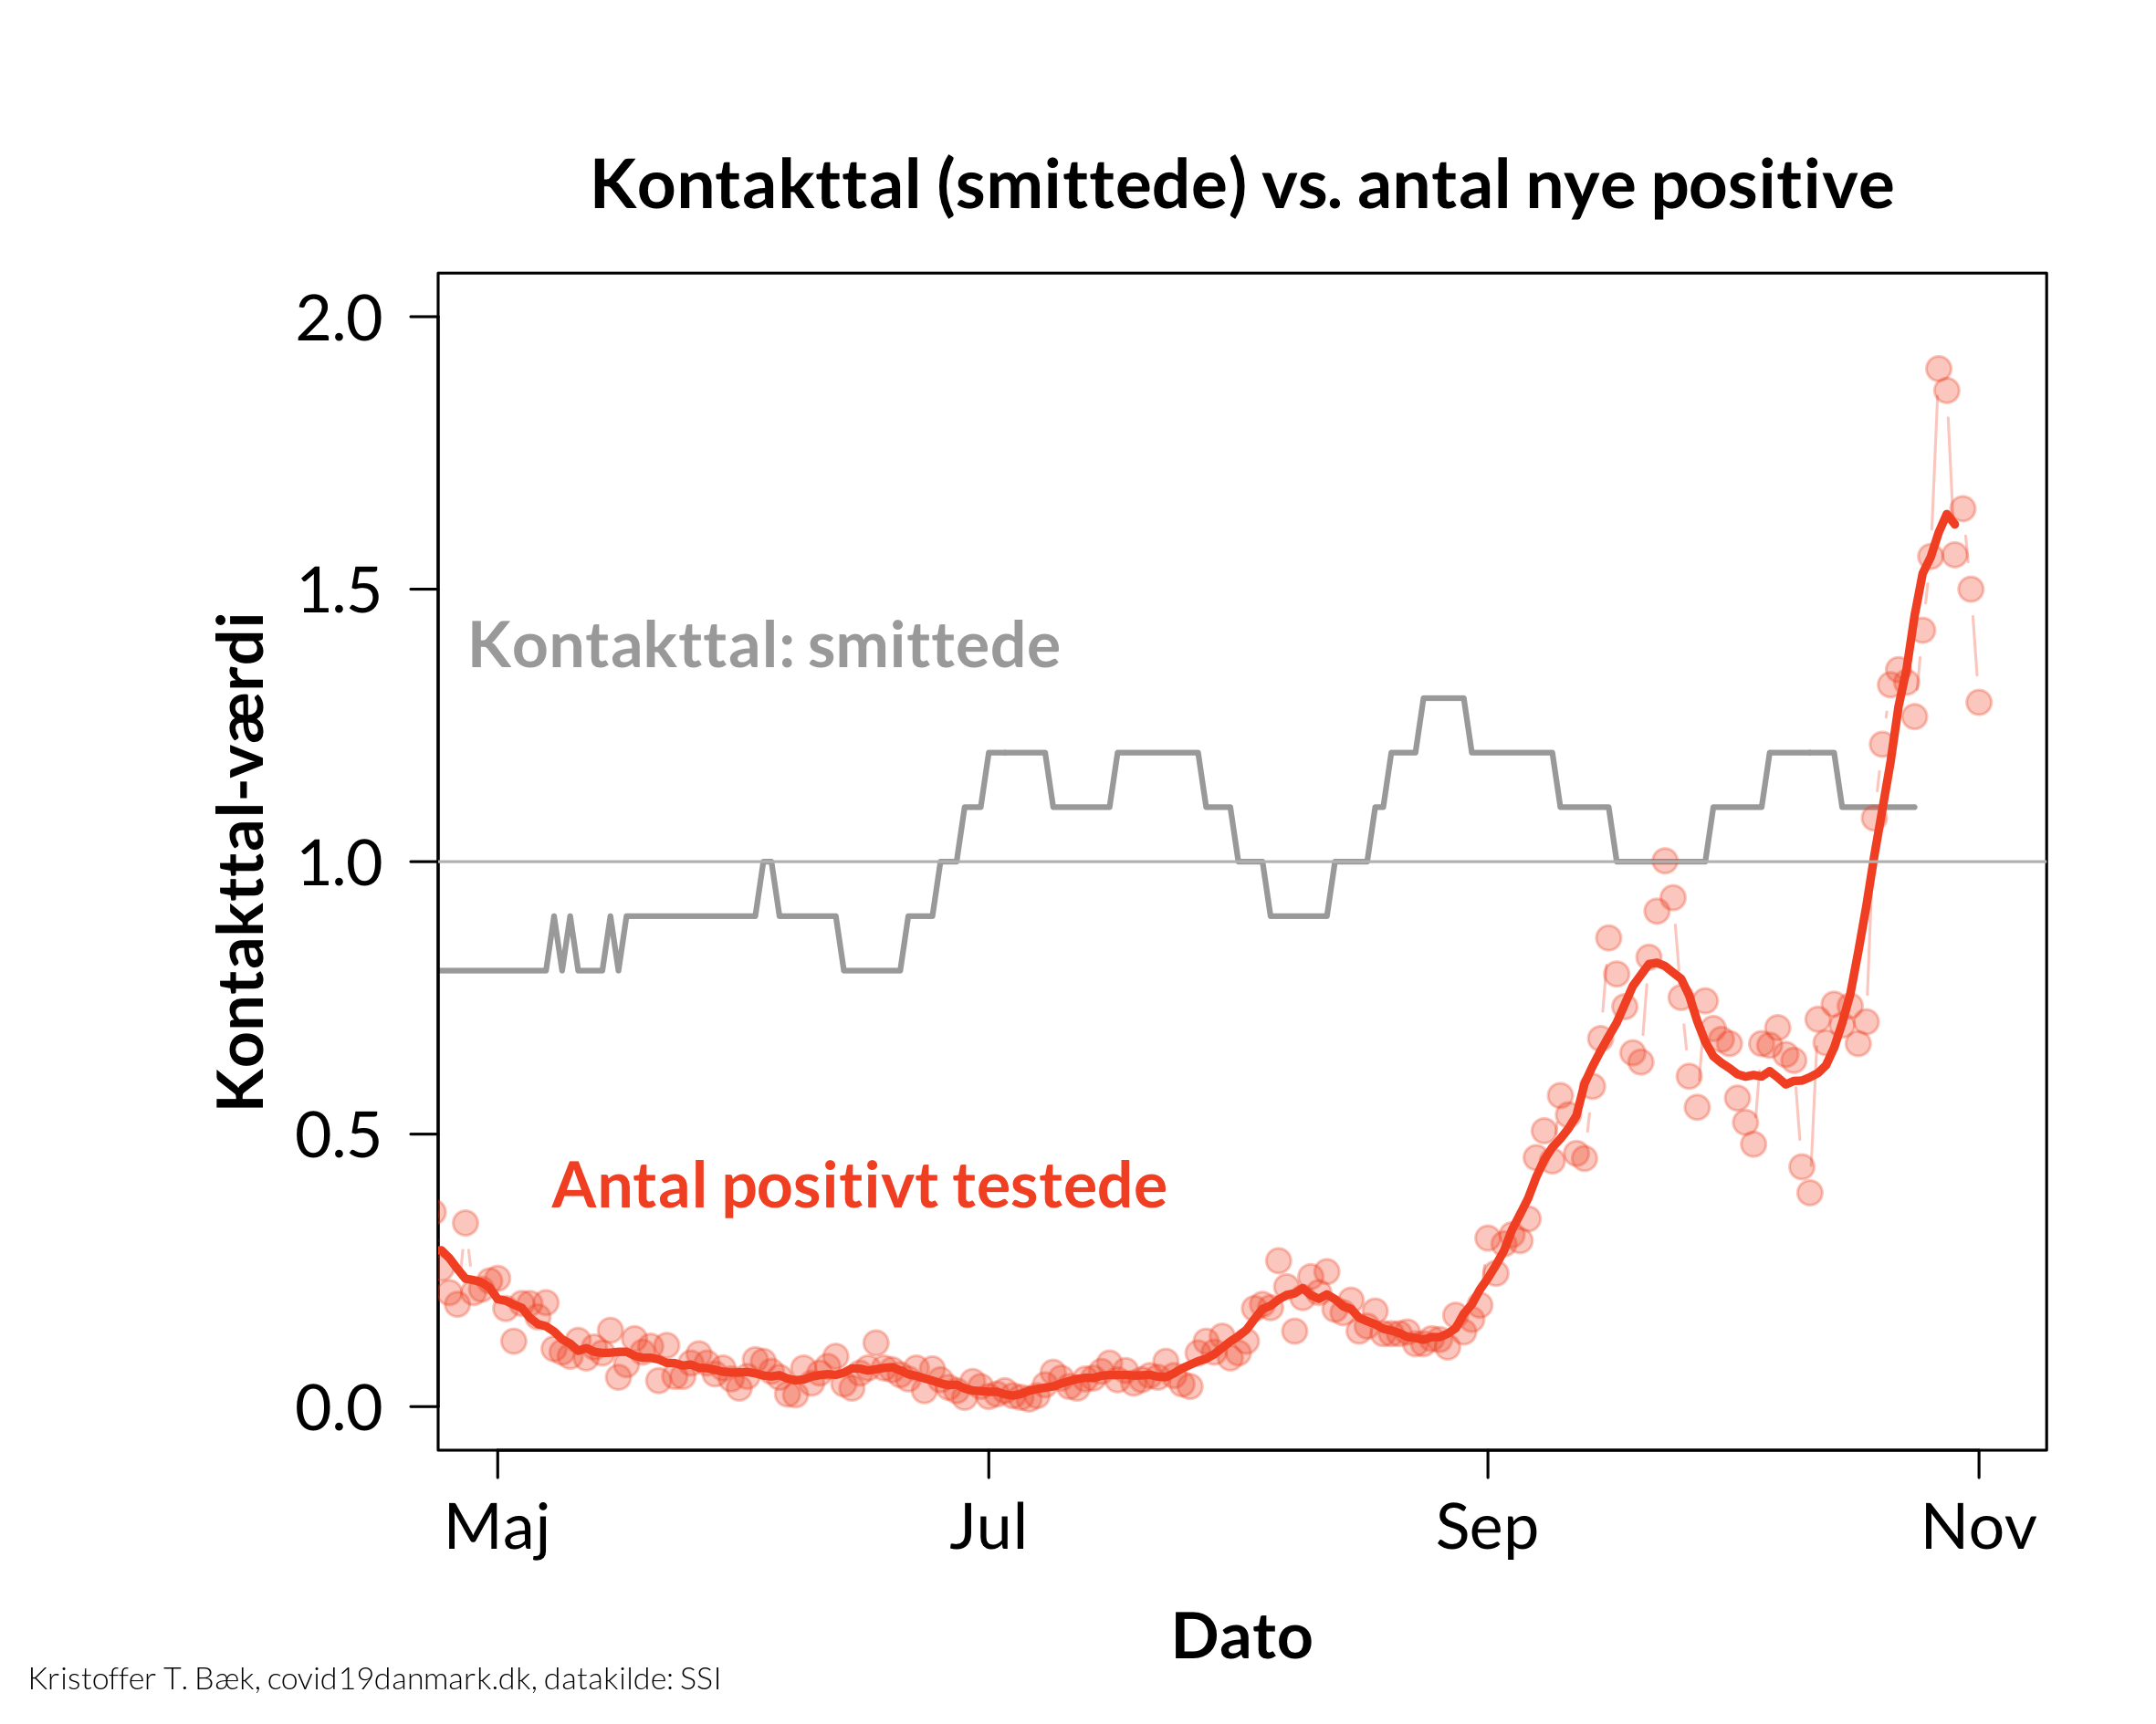 Kontakttal (smittede) vs. antal nye positive
2.0
1.5
1.0
0.5
0.0
Kontakttal-værdi
Kontakttal: smittede
Antal positivt testede
Maj
Jul
Sep
Nov
Dato
Kristoffer T. Bæk, covid19danmark.dk, datakilde: SSI